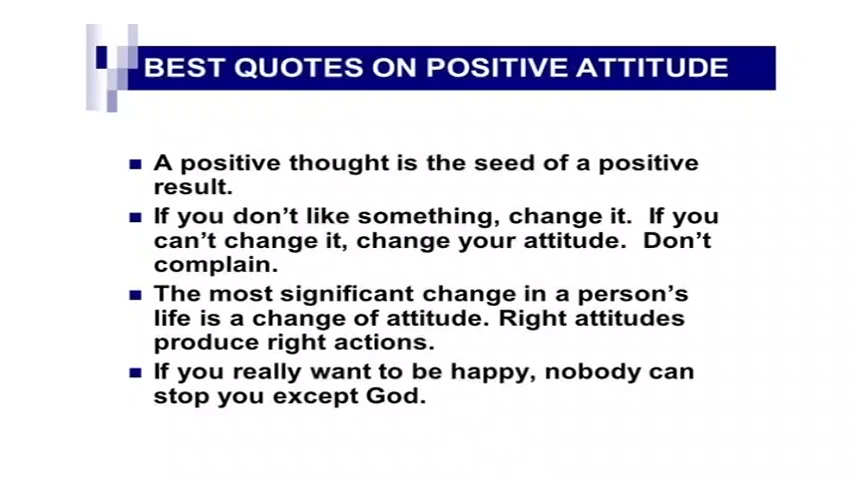 BEST QUOTES ON POSITIVE ATTITUDE
A positive thought is the seed of a positive
result.
If you don’t like something, change it.  If you
can’t change it, change your attitude.  Don’t
complain.
The most significant change in a person’s
life is a change of attitude. Right attitudes
produce right actions.
If you really want to be happy, nobody can
stop you except God.